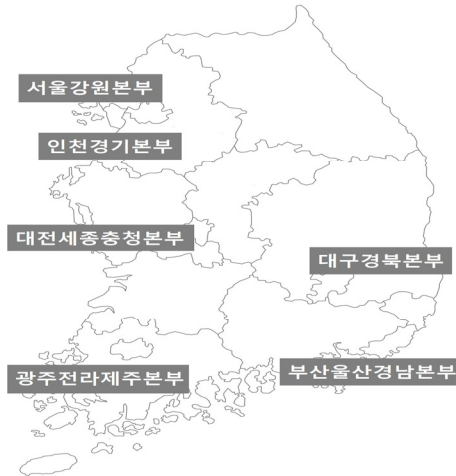 서울강원본부
인천경기본부
대전세종충청본부
대구경북본부
광주전라제주본부
부산울산경남본부